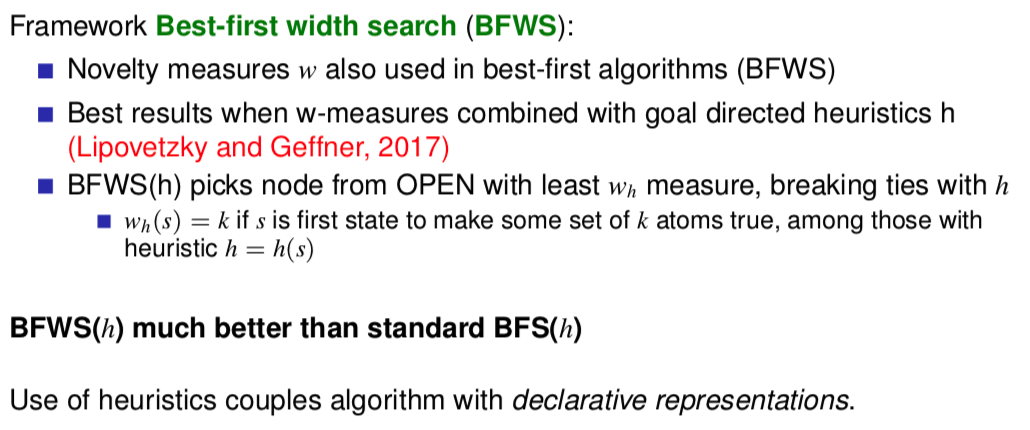 Framework Best-first width search (BFWS):
Novelty measures w also used in best-first algorithms (BFWS)
Best results when w-measures combined with goal directed heuristics h
(Lipovetzky and Geffner, 2017)
BFWS(h) picks node from OPEN with least w_h measure, breaking ties with h
w_h(s) = k if s is first state to make some set of k atoms true, among those with
heuristic h = h(s)
BFWS(h) much better than standard BFS(h)
Use of heuristics couples algorithm with declarative representations.